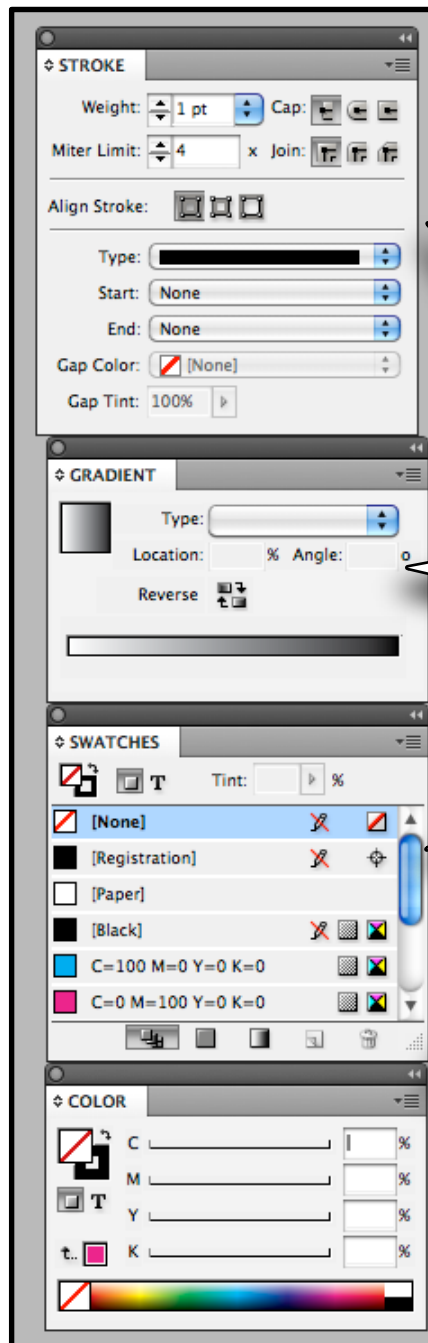 STROKE
Weight: 1 pt Cap:
Miter Limit: 4 x Join:
Align Stroke:
Type:
Start: None
End: None
Gap Color: [None]
Gap Tint: 100%
GRADIENT
Type:
Location: % Angle: o
Reverse
SWATCHES
T Tint: %
[None]
[Registration]
[Paper]
[Black]
C=100 M=0 Y=0 K=0
C=0 M=100 Y=0 K=0
COLOR
C %
M %
T
Y %
t.. K %